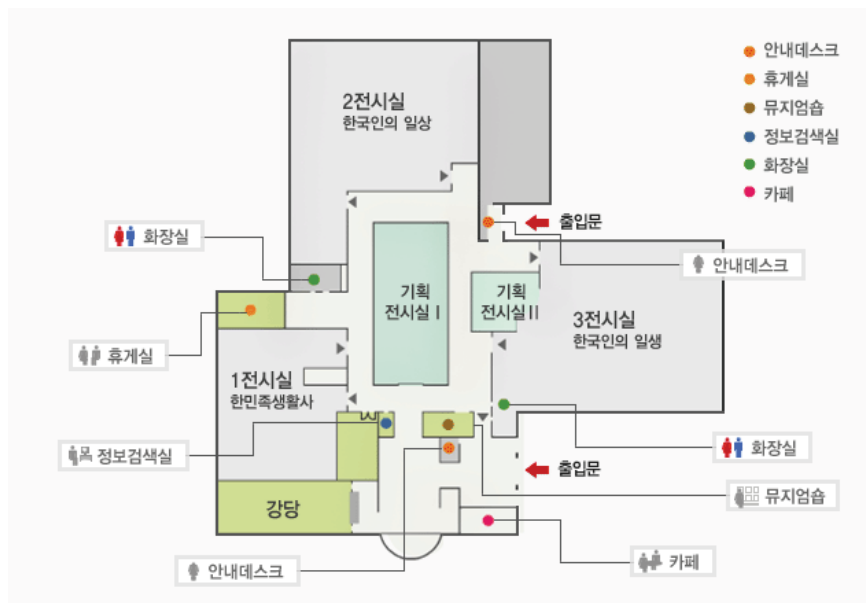 2전시실
한국인의 일상
안내데스크
휴게실
뮤지엄숍
정보검색실
화장실
카페
출입문
화장실
안내데스크
기획
전시실 I
기획
전시실 II
3전시실
한국인의 일생
휴게실
1전시실
한민족생활사
정보검색실
화장실
출입문
뮤지엄숍
강당
안내데스크
카페